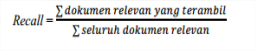 Recall = ∑ dokumen relevan yang terambil
∑ seluruh dokumen relevan